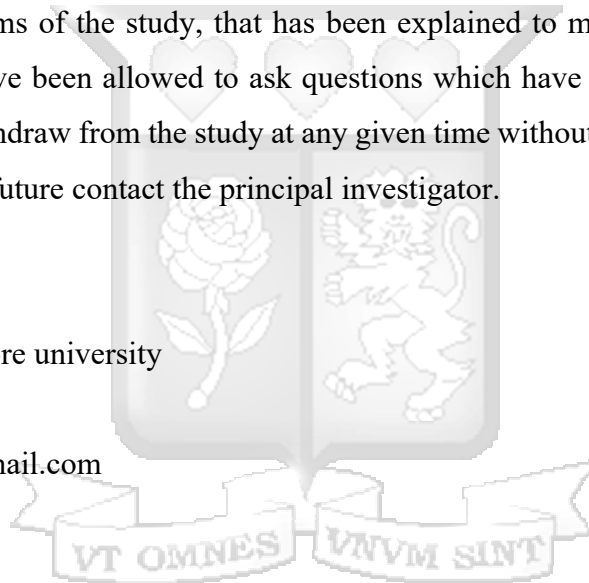 ms of the study, that has been explained to m
ve been allowed to ask questions which have
hdraw from the study at any given time without
future contact the principal investigator.
re university
nail.com
VT OMNES VNVM SINT